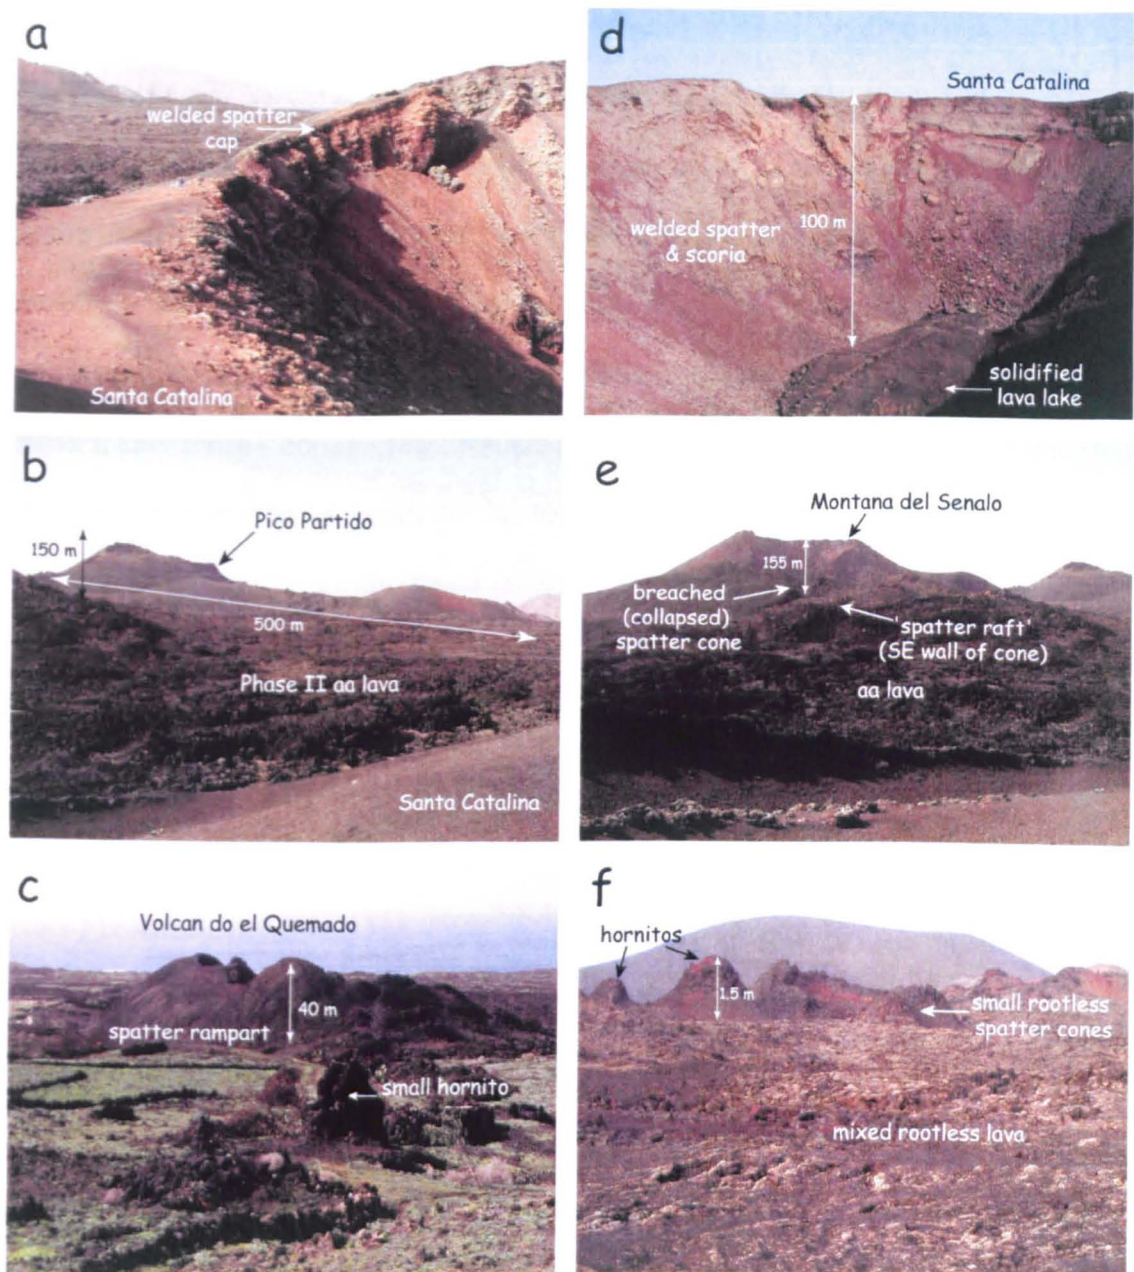 a
welded spatter
cap
Santa Catalina
d
Santa Catalina
100 m
welded spatter
& scoria
solidified
lava lake
b
Pico Partido
150 m
500 m
Phase II aa lava
Santa Catalina
e
Montana del Senalo
155 m
breached
(collapsed)
spatter cone
'spatter raft'
(SE wall of cone)
aa lava
c
Volcan do el Quemado
40 m
spatter rampart
small hornito
f
hornitos
1.5 m
small rootless
spatter cones
mixed rootless lava